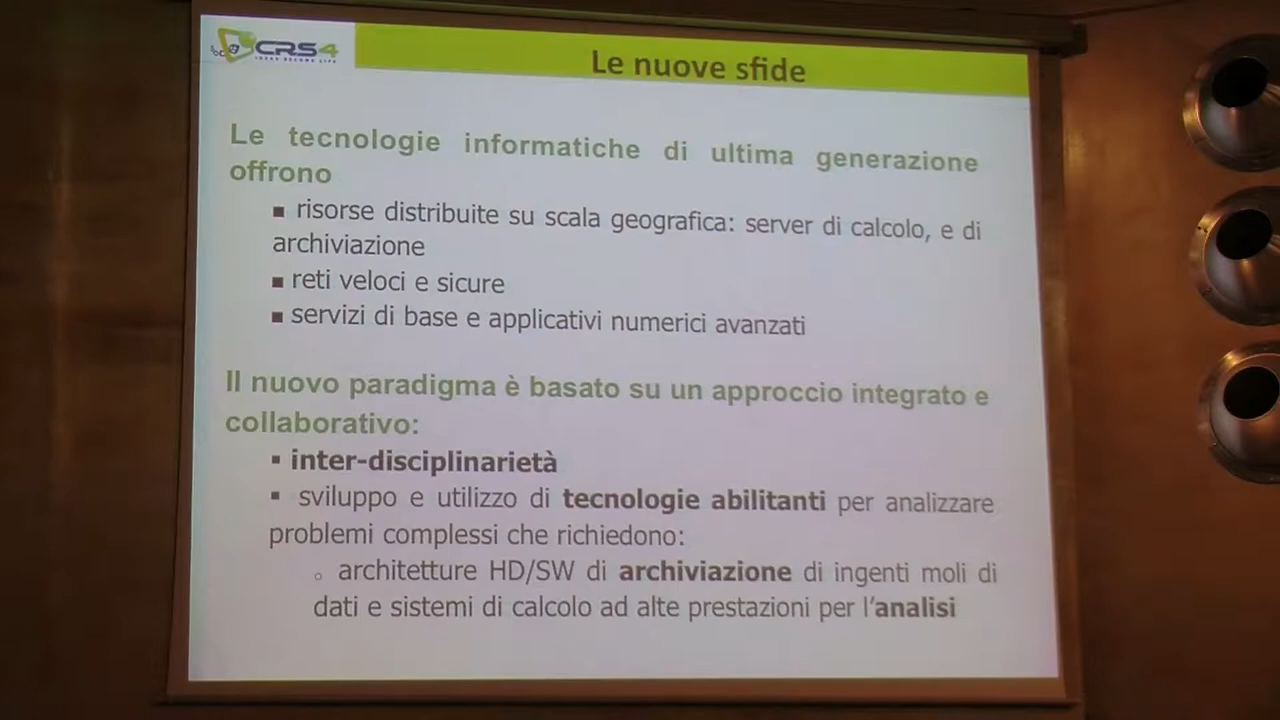 CRS4
Le nuove sfide
Le tecnologie informatiche di ultima generazione
offrono
▪ risorse distribuite su scala geografica: server di calcolo, e di
archiviazione
▪ reti veloci e sicure
▪ servizi di base e applicativi numerici avanzati
Il nuovo paradigma è basato su un approccio integrato e
collaborativo:
▪ inter-disciplinarietà
▪ sviluppo e utilizzo di tecnologie abilitanti per analizzare
problemi complessi che richiedono:
o architetture HD/SW di archiviazione di ingenti moli di
dati e sistemi di calcolo ad alte prestazioni per l'analisi